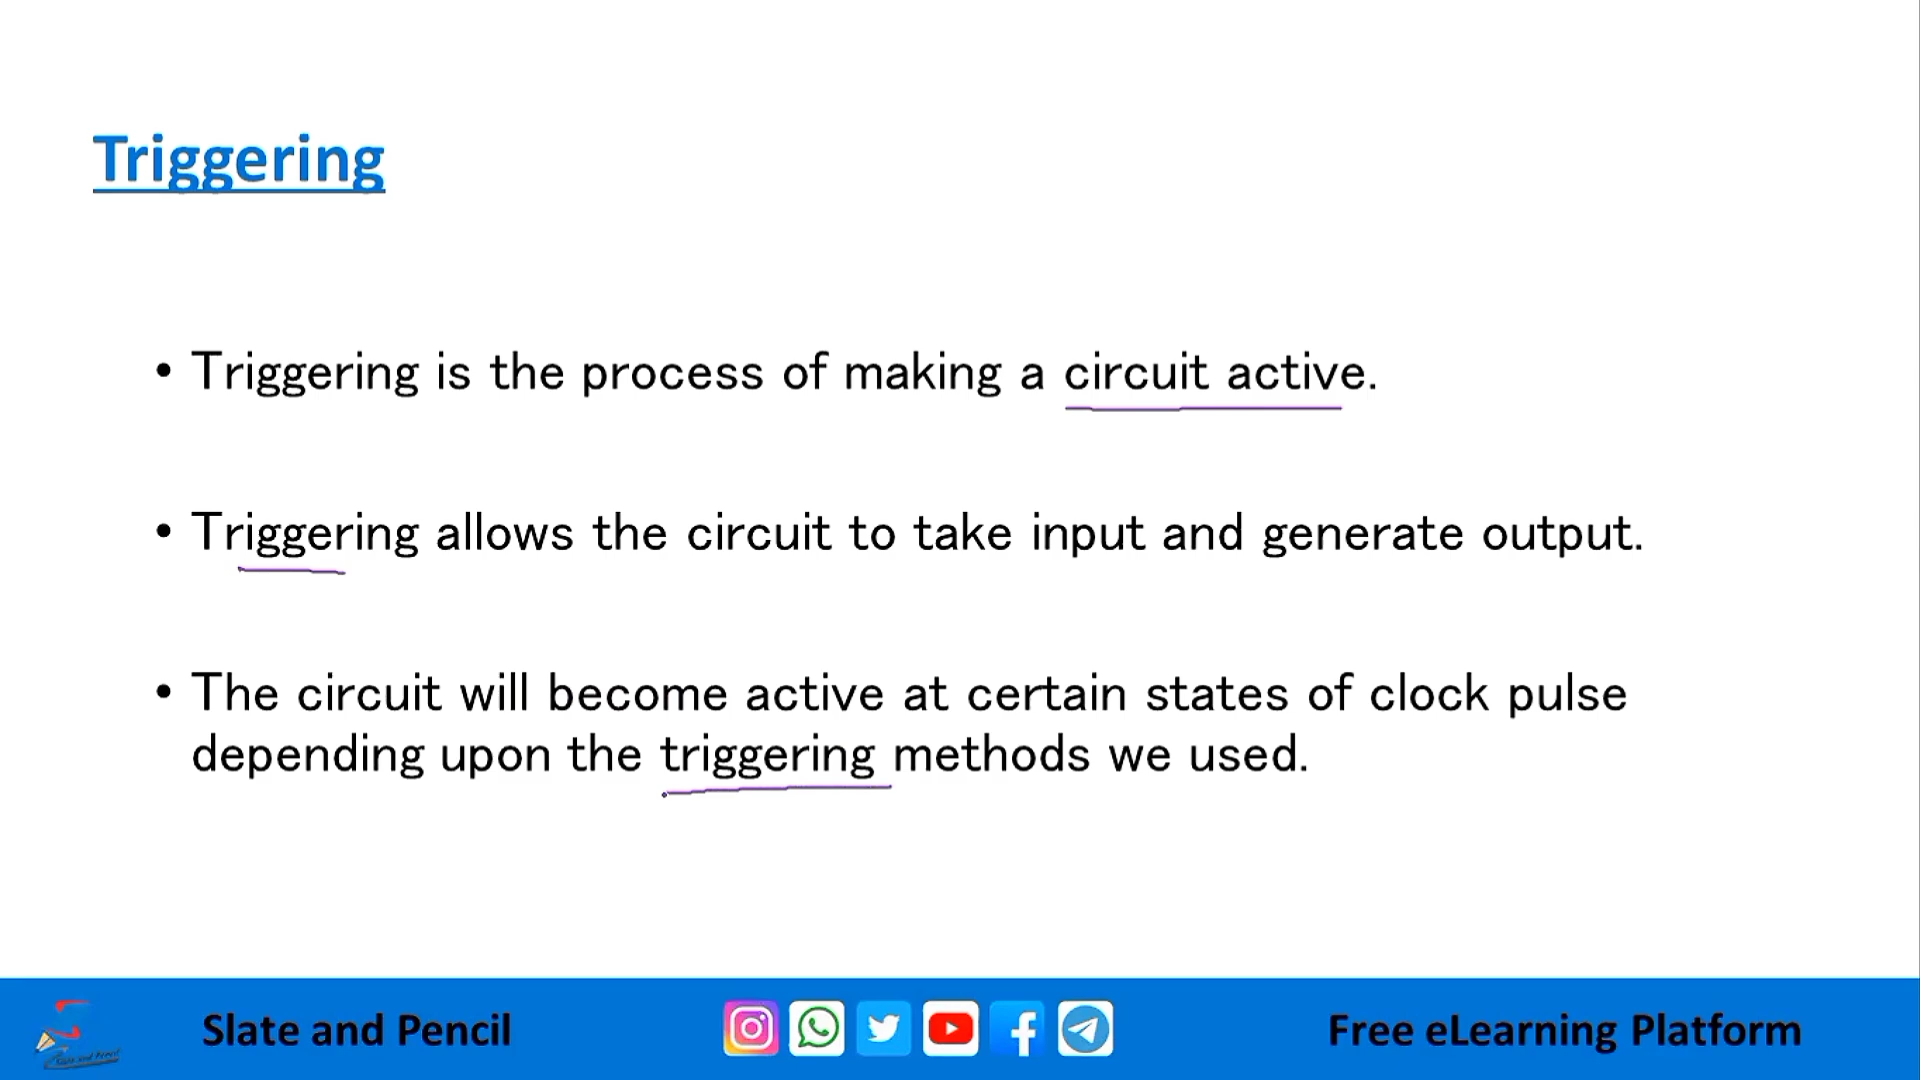 Triggering
• Triggering is the process of making a circuit active.
• Triggering allows the circuit to take input and generate output.
• The circuit will become active at certain states of clock pulse
depending upon the triggering methods we used.
Slate and Pencil
Free eLearning Platform